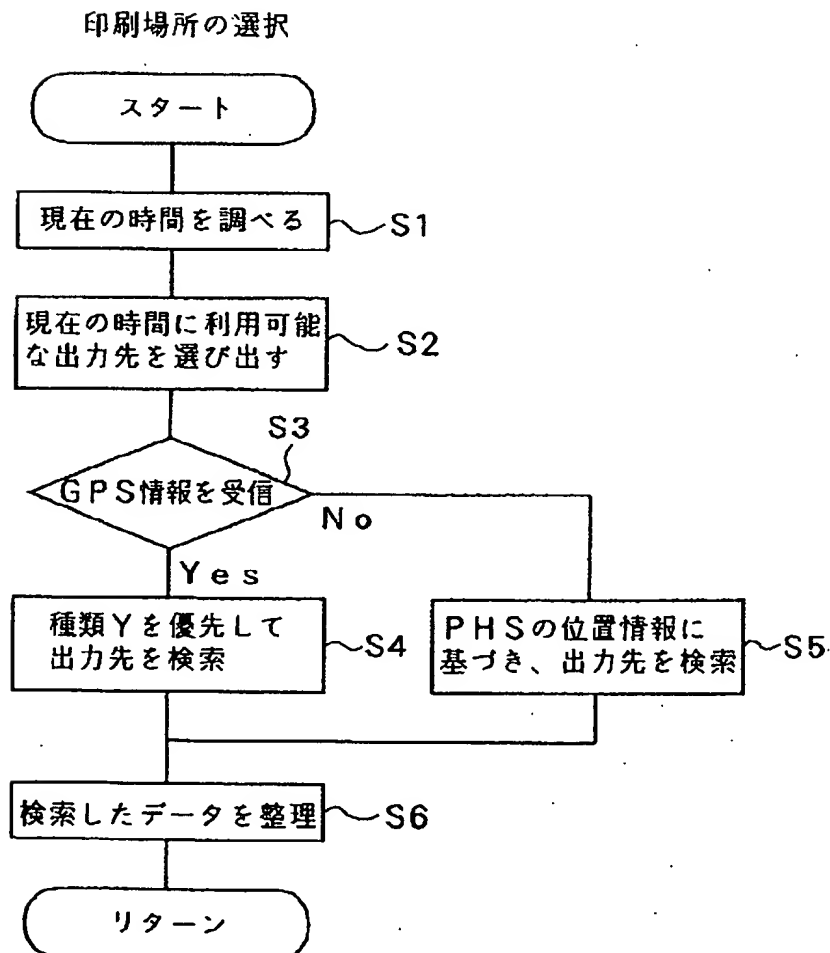 印刷場所の選択
スタート
現在の時間を調べる
S1
現在の時間に利用可能
な出力先を選び出す
S2
S3
GPS情報を受信
No
Yes
種類Yを優先して
出力先を検索
S4
PHSの位置情報に
基づき、出力先を検索
S5
検索したデータを整理
S6
リターン